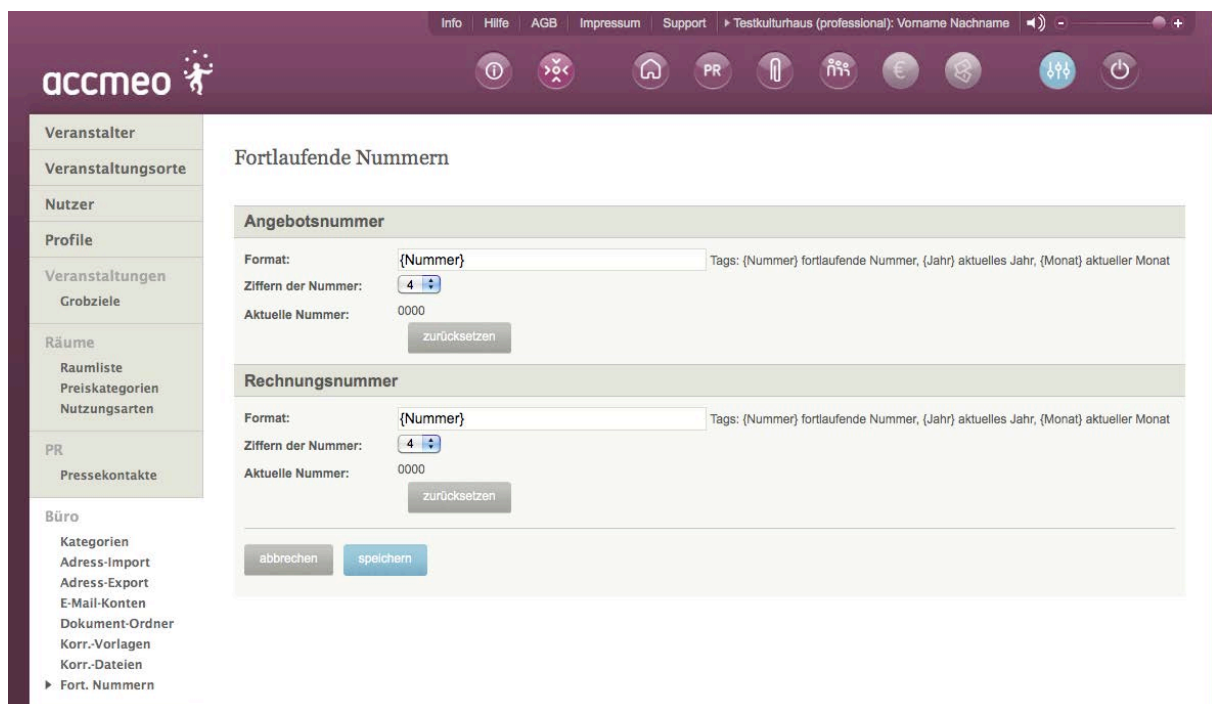 Info Hilfe AGB Impressum Support Testkulturhaus (professional): Vorname Nachname - +
accmeo
PR €
Veranstalter
Veranstaltungsorte
Nutzer
Profile
Veranstaltungen
Grobziele
Räume
Raumliste
Preiskategorien
Nutzungsarten
PR
Pressekontakte
Büro
Kategorien
Adress-Import
Adress-Export
E-Mail-Konten
Dokument-Ordner
Korr.-Vorlagen
Korr.-Dateien
Fort. Nummern
Fortlaufende Nummern
Angebotsnummer
Format: {Nummer} Tags: {Nummer} fortlaufende Nummer, {Jahr} aktuelles Jahr, {Monat} aktueller Monat
Ziffern der Nummer: 4
Aktuelle Nummer: 0000
zurücksetzen
Rechnungsnummer
Format: {Nummer} Tags: {Nummer} fortlaufende Nummer, {Jahr} aktuelles Jahr, {Monat} aktueller Monat
Ziffern der Nummer: 4
Aktuelle Nummer: 0000
zurücksetzen
abbrechen speichern